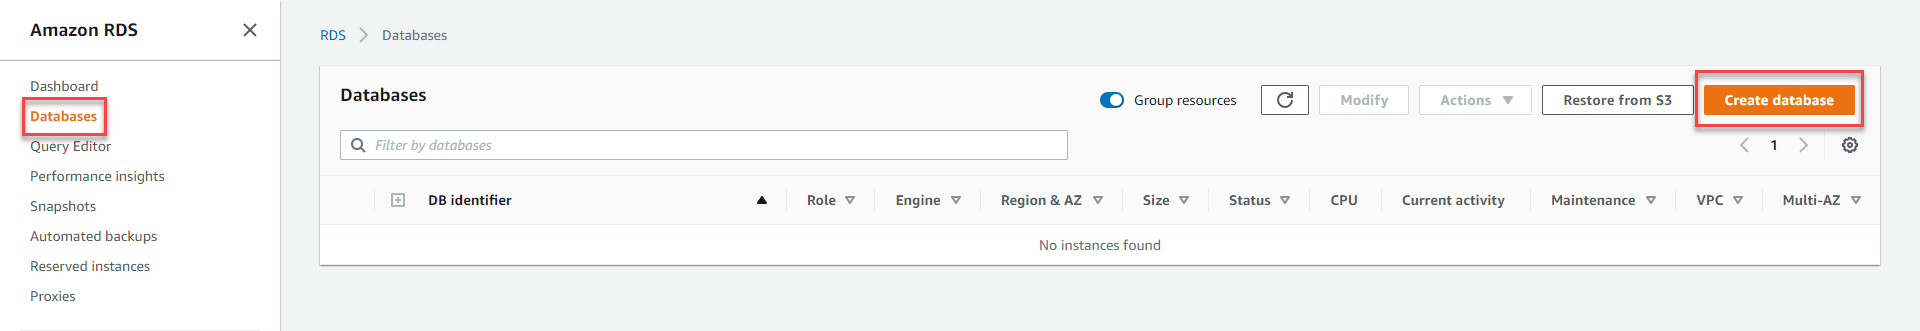 Amazon RDS
Dashboard
Databases
Query Editor
Performance insights
Snapshots
Automated backups
Reserved instances
Proxies
RDS > Databases
Databases
Group resources
Modify
Actions
Restore from S3
Create database
Filter by databases
1
DB identifier Role Engine Region & AZ Size Status CPU Current activity Maintenance VPC Multi-AZ
No instances found